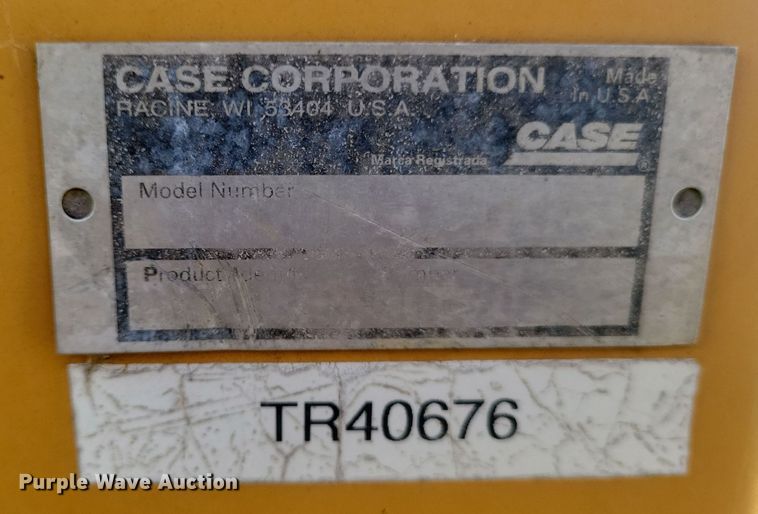 CASE CORPORATION
Made in U.S.A.
RACINE, WI 53404 U.S.A.
CASE
Marca Registrada
®
Model Number
Product
TR40676
Purple Wave Auction